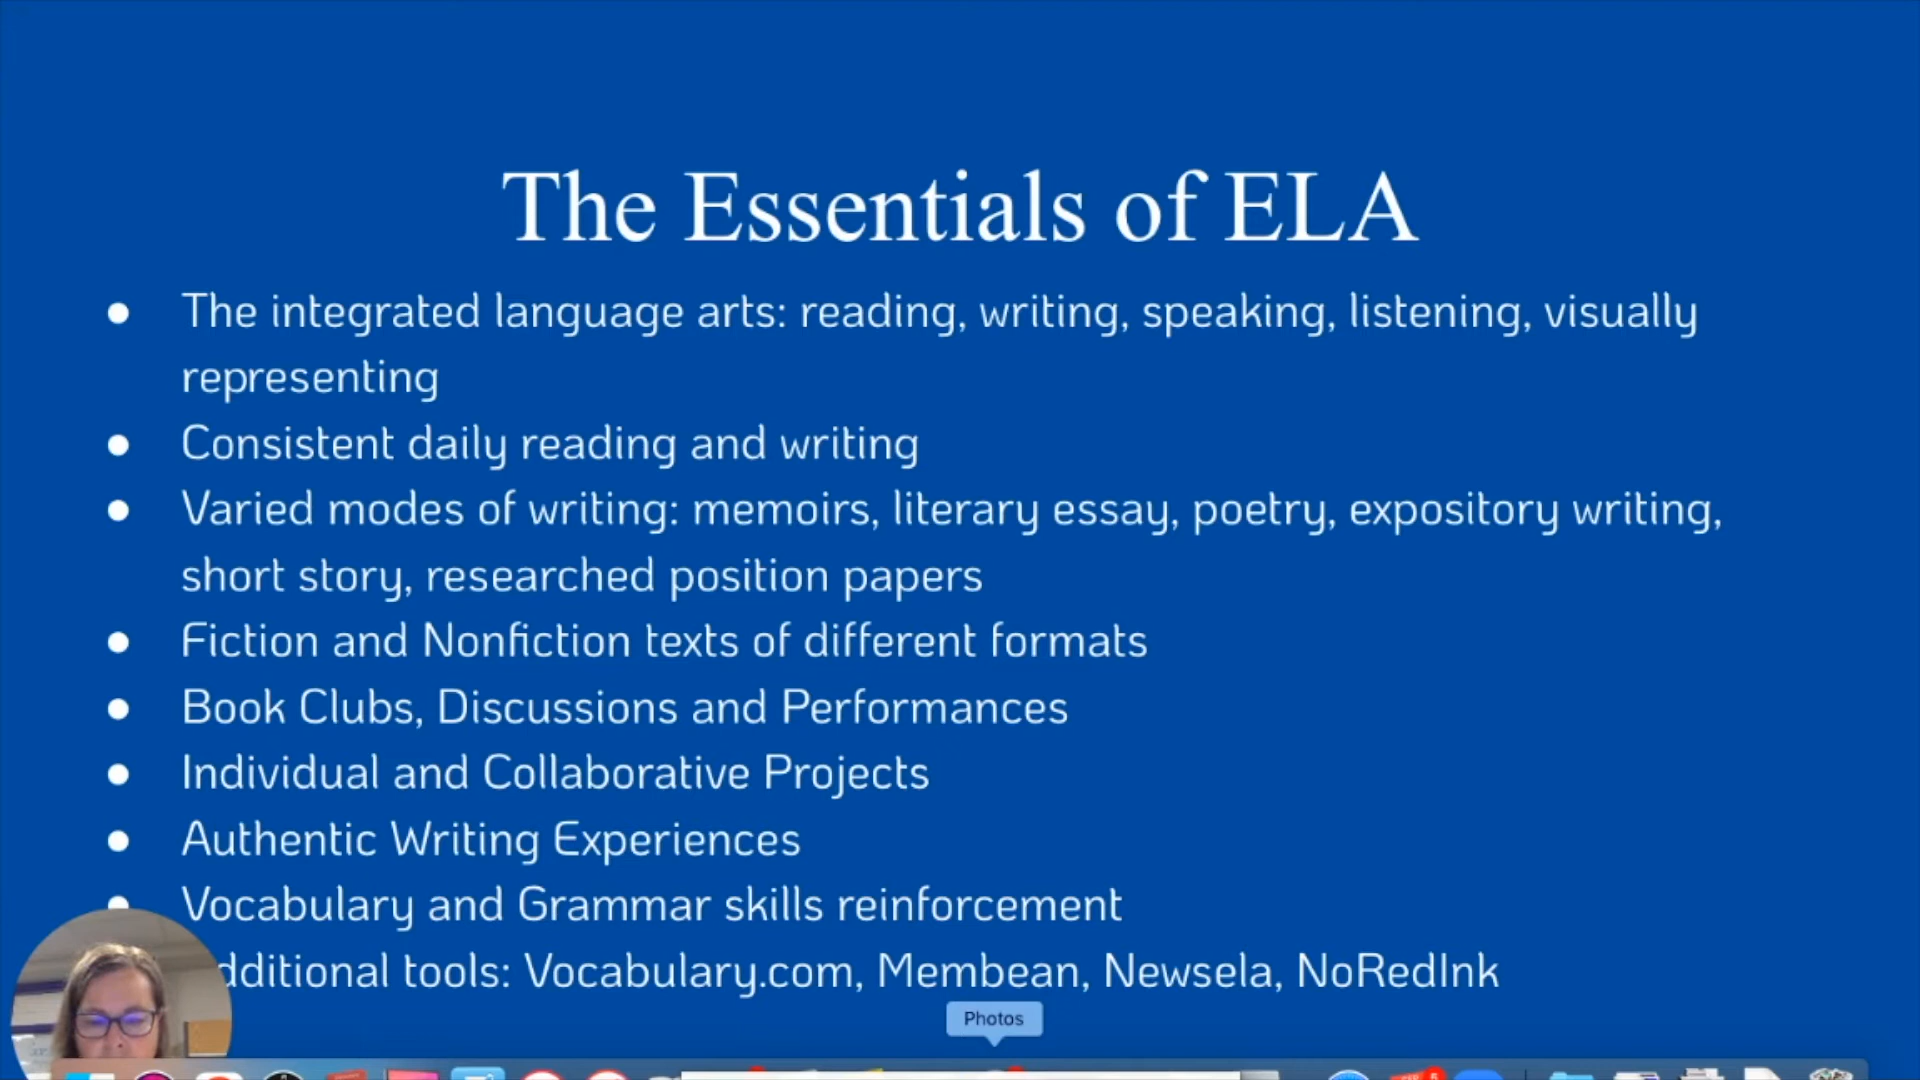 The Essentials of ELA
The integrated language arts: reading, writing, speaking, listening, visually
representing
Consistent daily reading and writing
Varied modes of writing: memoirs, literary essay, poetry, expository writing,
short story, researched position papers
Fiction and Nonfiction texts of different formats
Book Clubs, Discussions and Performances
Individual and Collaborative Projects
Authentic Writing Experiences
Vocabulary and Grammar skills reinforcement
dditional tools: Vocabulary.com, Membean, Newsela, NoRedInk
Photos